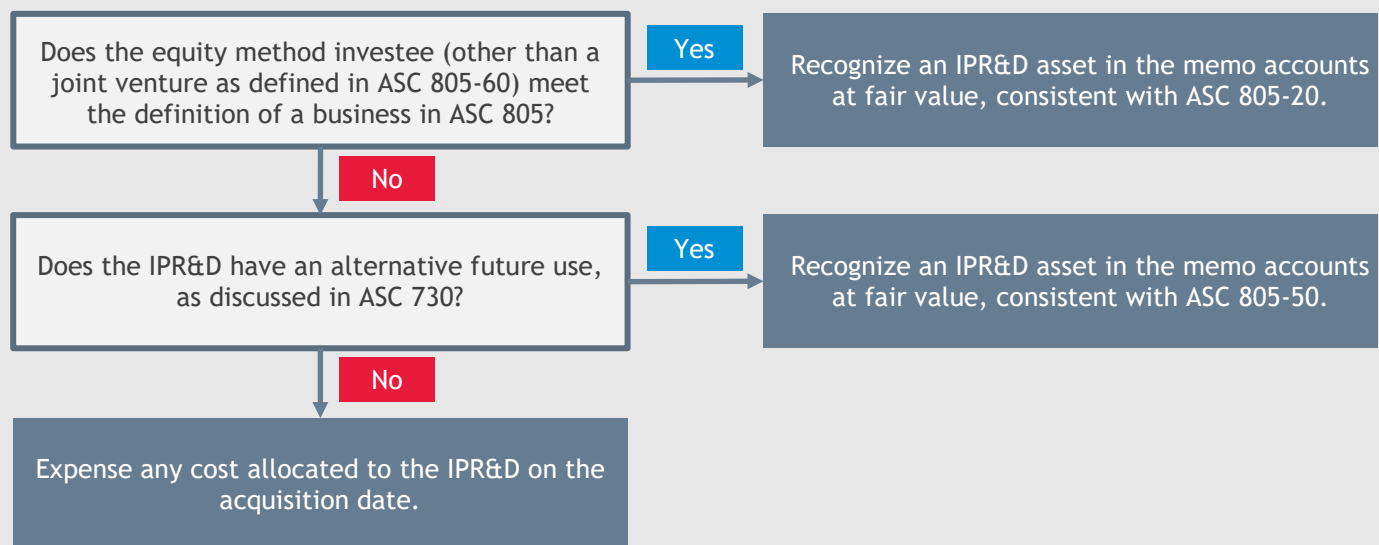 Does the equity method investee (other than a
joint venture as defined in ASC 805-60) meet
the definition of a business in ASC 805?
Yes
Recognize an IPR&D asset in the memo accounts
at fair value, consistent with ASC 805-20.
No
Does the IPR&D have an alternative future use,
as discussed in ASC 730?
Yes
Recognize an IPR&D asset in the memo accounts
at fair value, consistent with ASC 805-50.
No
Expense any cost allocated to the IPR&D on the
acquisition date.